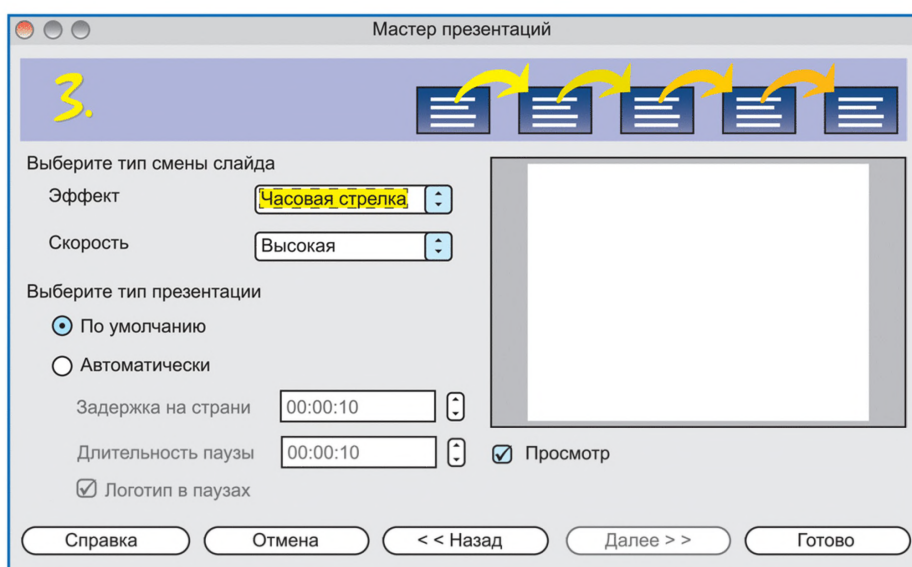 Мастер презентаций
3.
Выберите тип смены слайда
Эффект Часовая стрелка
Скорость Высокая
Выберите тип презентации
По умолчанию
Автоматически
Задержка на страни 00:00:10
Длительность паузы 00:00:10
Просмотр
Логотип в паузах
Справка Отмена < < Назад Далее > > Готово